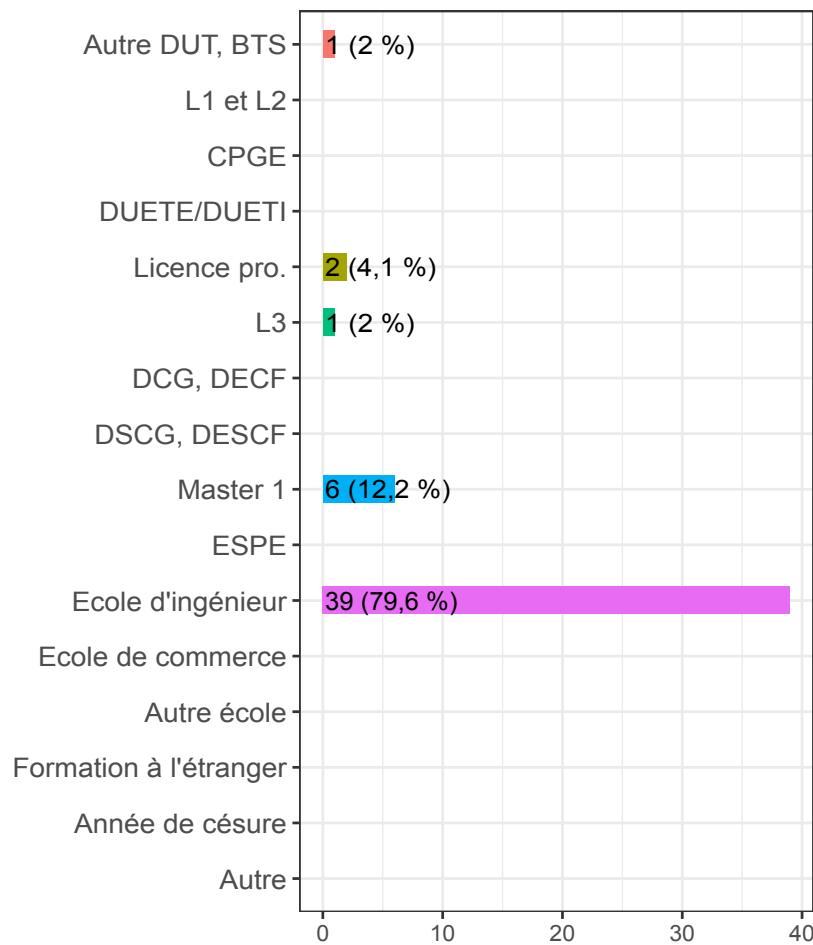 Autre DUT, BTS 1 (2 %)
L1 et L2
CPGE
DUETE/DUETI
Licence pro. 2 (4,1 %)
L3 1 (2 %)
DCG, DECF
DSCG, DESCF
Master 1 6 (12,2 %)
ESPE
Ecole d'ingénieur 39 (79,6 %)
Ecole de commerce
Autre école
Formation à l'étranger
Année de césure
Autre
0 10 20 30 40